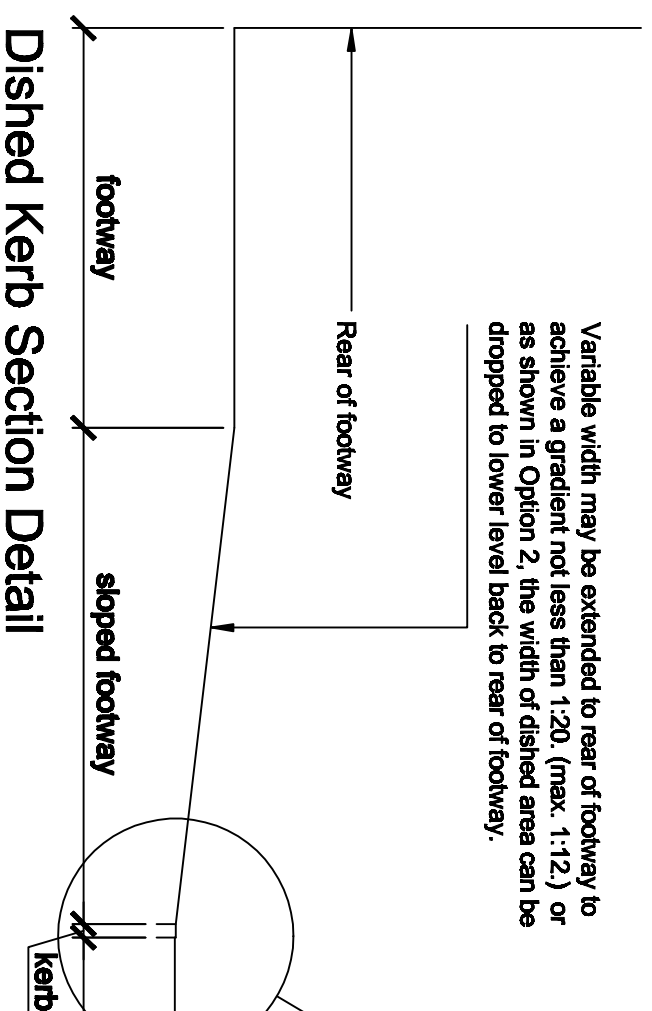 Variable width may be extended to rear of footway to
achieve a gradient not less than 1:20. (max. 1:12.) or
as shown in Option 2, the width of dished area can be
dropped to lower level back to rear of footway.
Rear of footway
footway
sloped footway
kerb
Dished Kerb Section Detail